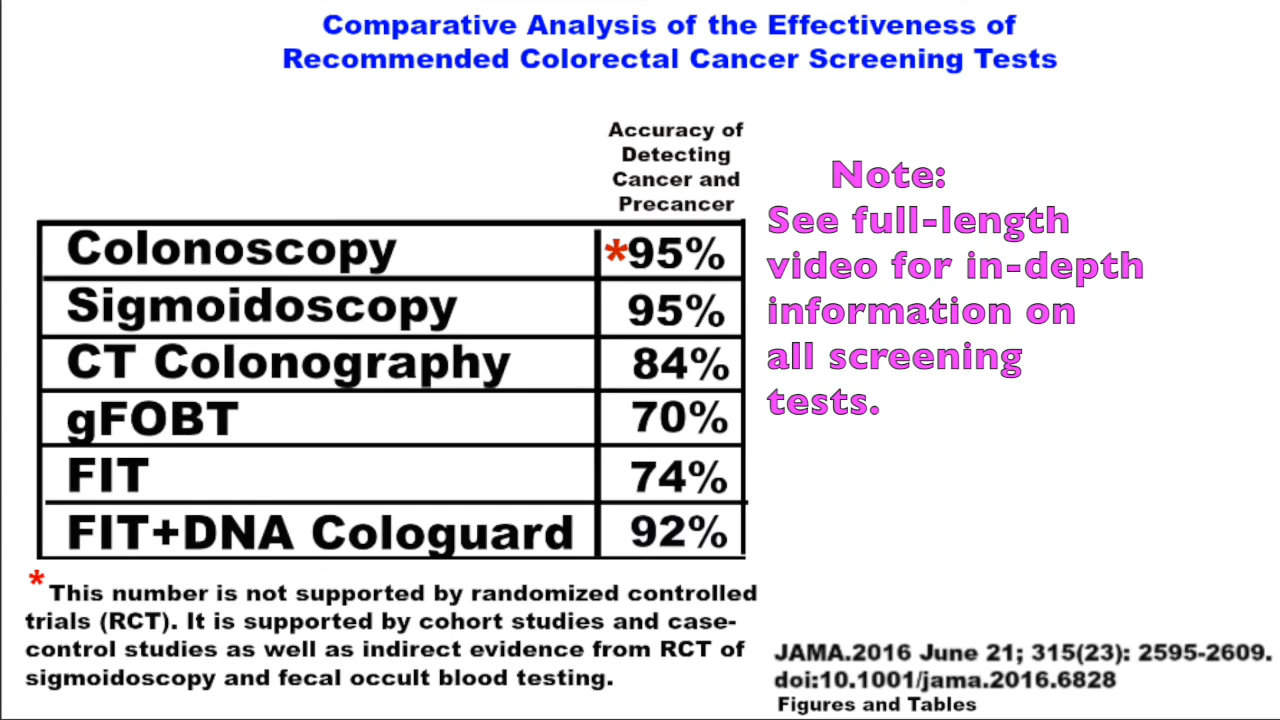 Comparative Analysis of the Effectiveness of
Recommended Colorectal Cancer Screening Tests
Accuracy of
Detecting
Cancer and
Precancer
Colonoscopy *95%
Sigmoidoscopy 95%
CT Colonography 84%
gFOBT 70%
FIT 74%
FIT+DNA Cologuard 92%
Note:
See full-length
video for in-depth
information on
all screening
tests.
* This number is not supported by randomized controlled
trials (RCT). It is supported by cohort studies and case-
control studies as well as indirect evidence from RCT of
sigmoidoscopy and fecal occult blood testing.
JAMA.2016 June 21; 315(23): 2595-2609.
doi:10.1001/jama.2016.6828
Figures and Tables